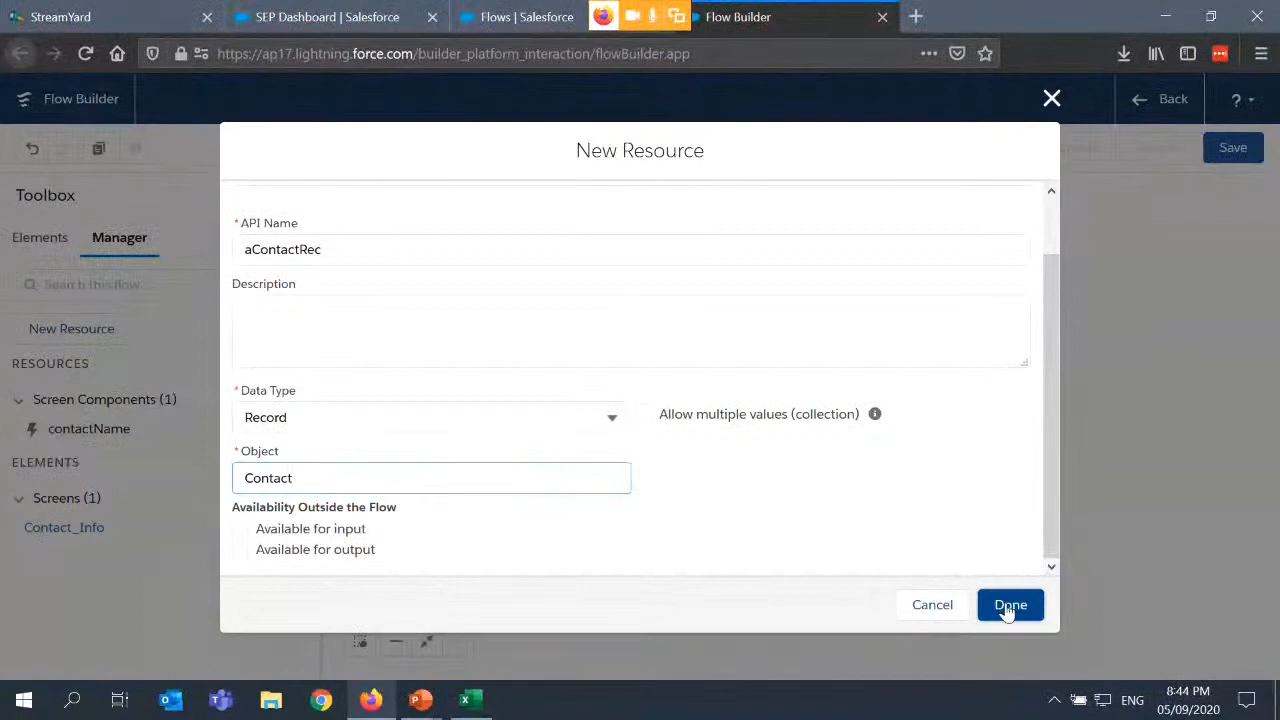 StreamYard
SEP Dashboard | Salesforce
Flows | Salesforce
Flow Builder
https://ap17.lightning.force.com/builder_platform_interaction/flowBuilder.app
Flow Builder
Back
?
New Resource
Save
Toolbox
Elements
Manager
Search this flow...
New Resource
RESOURCES
Screen Components (1)
contactName
ELEMENTS
Screens (1)
Contact_Info
* API Name
aContactRec
Description
* Data Type
Record
Allow multiple values (collection)
* Object
Contact
Availability Outside the Flow
Available for input
Available for output
Cancel
Done
ENG
8:44 PM
05/09/2020